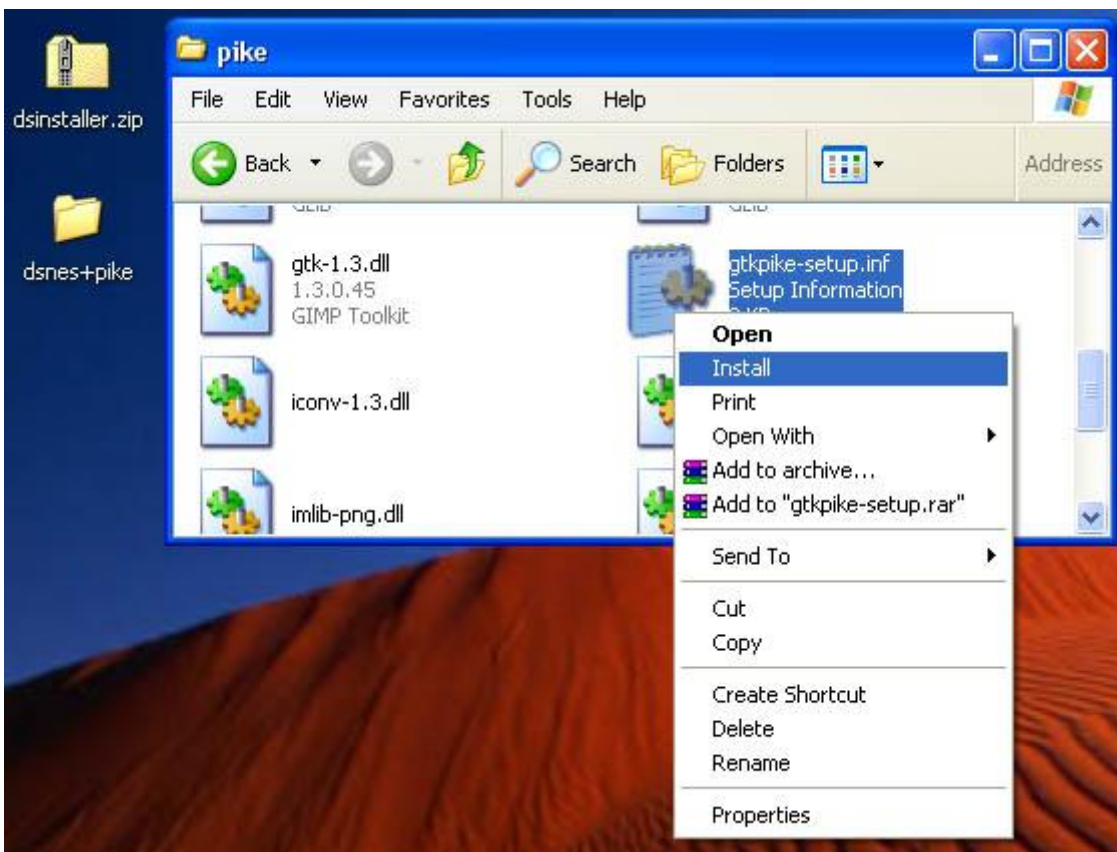 dsinstaller.zip
dsnes+pike
pike
File Edit View Favorites Tools Help
Back Search Folders Address
gtk-1.3.dll
1.3.0.45
GIMP Toolkit
gtkpike-setup.inf
Setup Information
iconv-1.3.dll
imlib-png.dll
Open
Install
Print
Open With
Add to archive...
Add to "gtkpike-setup.rar"
Send To
Cut
Copy
Create Shortcut
Delete
Rename
Properties